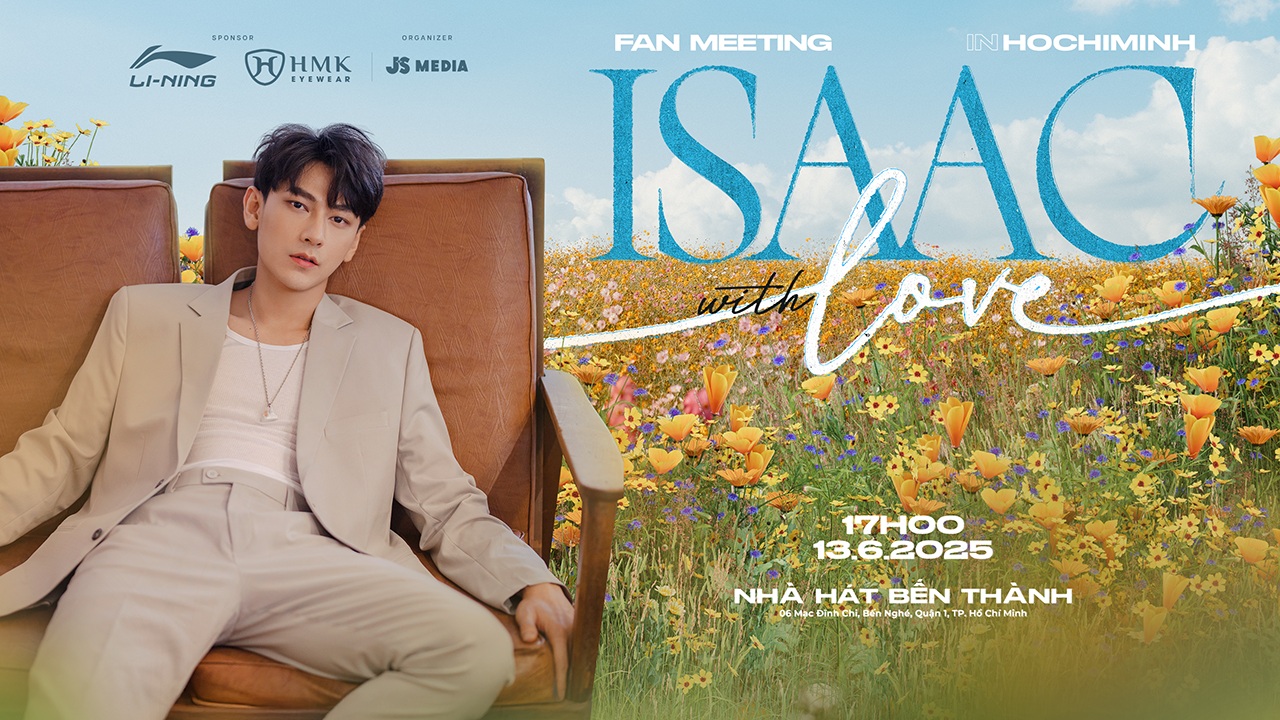 SPONSOR
ORGANIZER
LI-NING
HMK
EYEWEAR
JS MEDIA
FAN MEETING
IN HOCHIMINH
ISAAC
with love
17H00
13.6.2025
NHÀ HÁT BẾN THÀNH
06 Mạc Đĩnh Chi, Bến Nghé, Quận 1, TP. Hồ Chí Minh